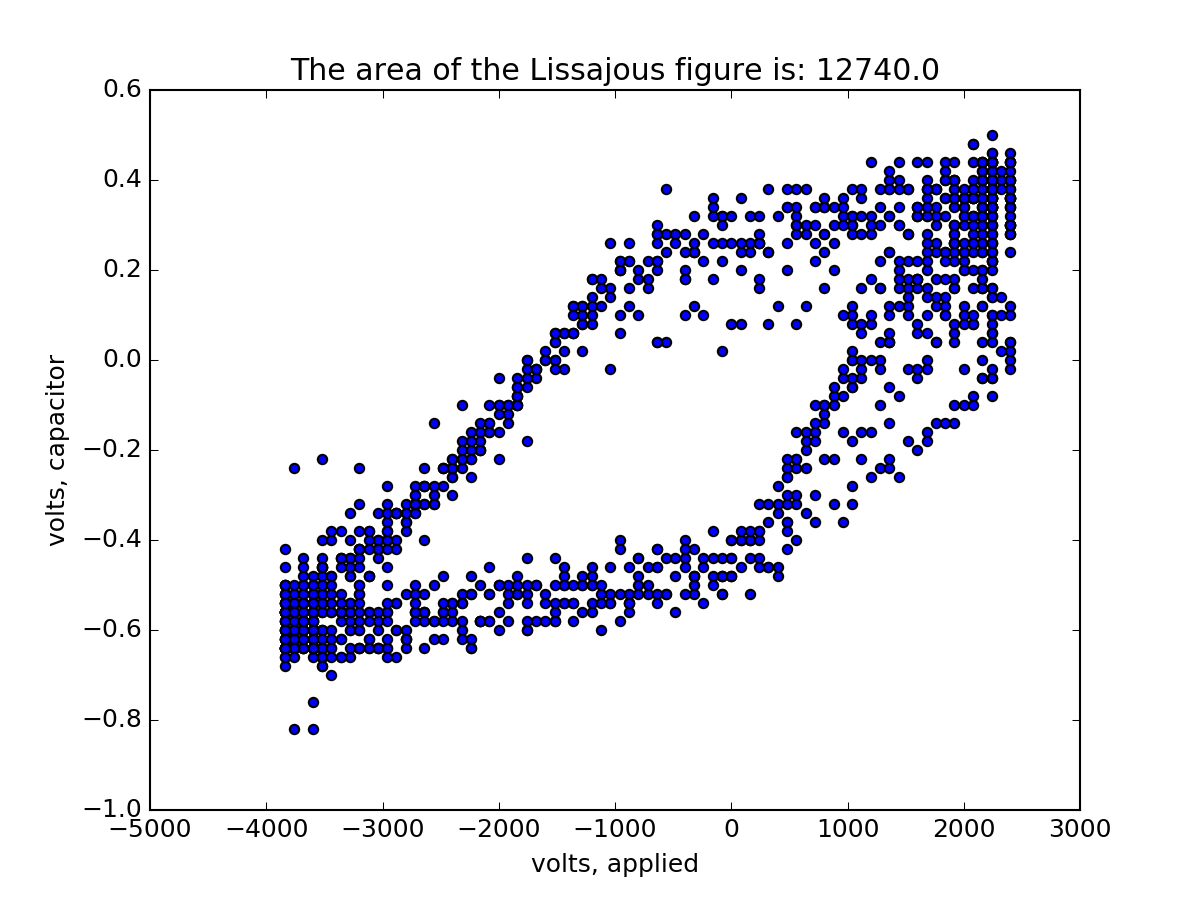 The area of the Lissajous figure is: 12740.0
0.6
0.4
0.2
0.0
−0.2
−0.4
−0.6
−0.8
−1.0
volts, capacitor
−5000 −4000 −3000 −2000 −1000 0 1000 2000 3000
volts, applied